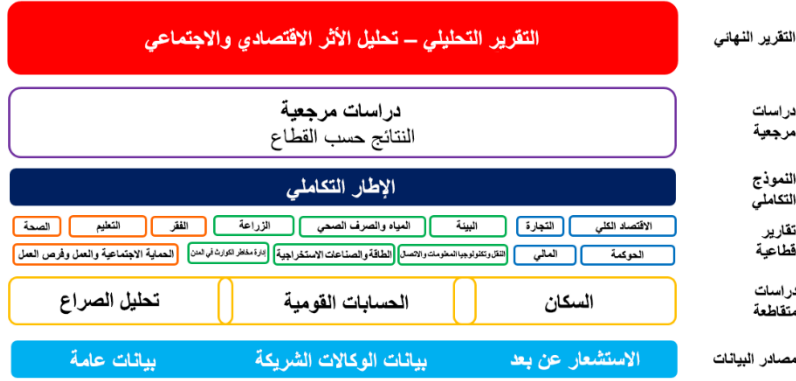 التقرير النهائي
التقرير التحليلي – تحليل الأثر الاقتصادي والاجتماعي
دراسات
مرجعية
دراسات مرجعية
النتائج حسب القطاع
النموذج
التكاملي
الإطار التكاملي
تقارير
قطاعية
الاقتصاد الكلي
التجارة
البيئة
المياه والصرف الصحي
الزراعة
الفقر
التعليم
الصحة
الحوكمة
المالي
النقل وتكنولوجيا المعلومات والاتصال
الطاقة والصناعات الاستخراجية
إدارة مخاطر الكوارث في المدن
الحماية الاجتماعية والعمل وفرص العمل
دراسات
متقاطعة
السكان
الحسابات القومية
تحليل الصراع
مصادر البيانات
الاستشعار عن بعد
بيانات الوكالات الشريكة
بيانات عامة